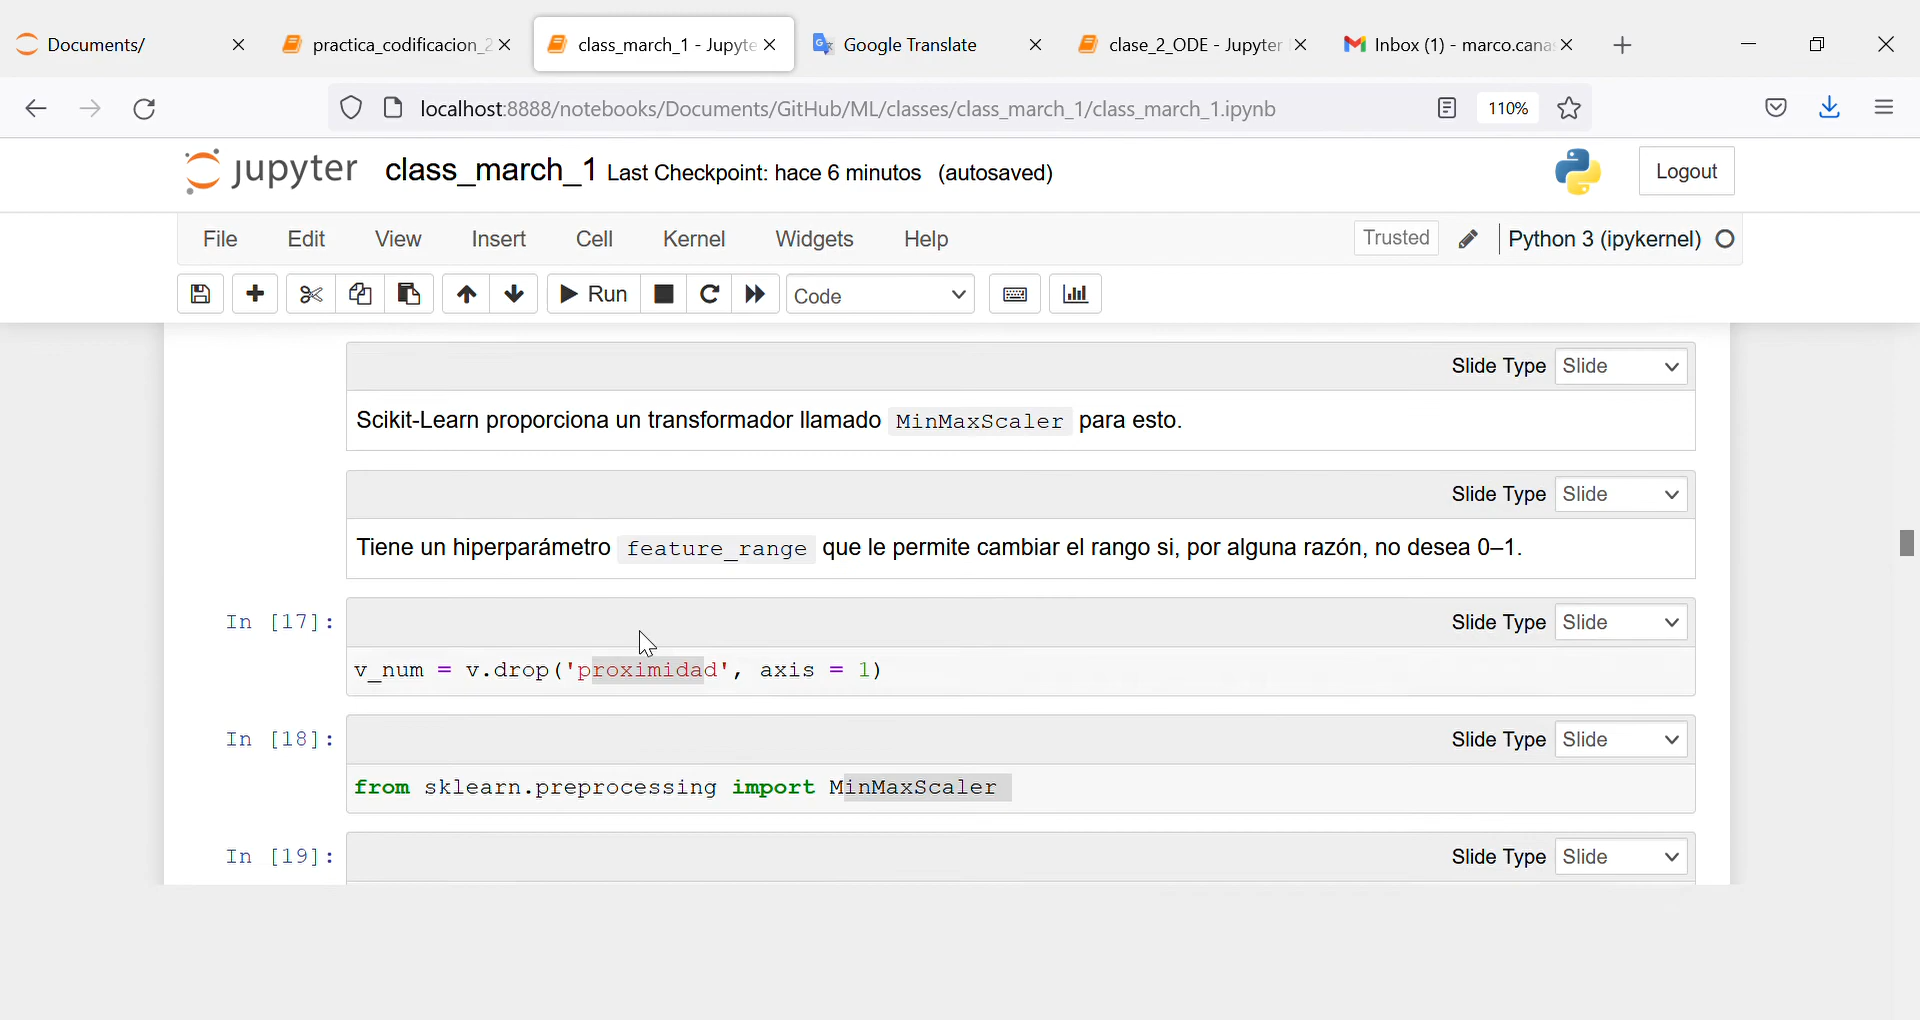 Documents/
practica_codificacion_2
class_march_1 - Jupyte
Google Translate
clase_2_ODE - Jupyter
Inbox (1) - marco.cana
localhost:8888/notebooks/Documents/GitHub/ML/classes/class_march_1/class_march_1.ipynb
110%
jupyter class_march_1 Last Checkpoint: hace 6 minutos (autosaved)
Logout
File Edit View Insert Cell Kernel Widgets Help
Trusted
Python 3 (ipykernel)
Run
Code
Slide Type Slide
Scikit-Learn proporciona un transformador llamado MinMaxScaler para esto.
Slide Type Slide
Tiene un hiperparámetro feature_range que le permite cambiar el rango si, por alguna razón, no desea 0–1.
In [17]:
Slide Type Slide
v_num = v.drop('proximidad', axis = 1)
In [18]:
Slide Type Slide
from sklearn.preprocessing import MinMaxScaler
In [19]:
Slide Type Slide